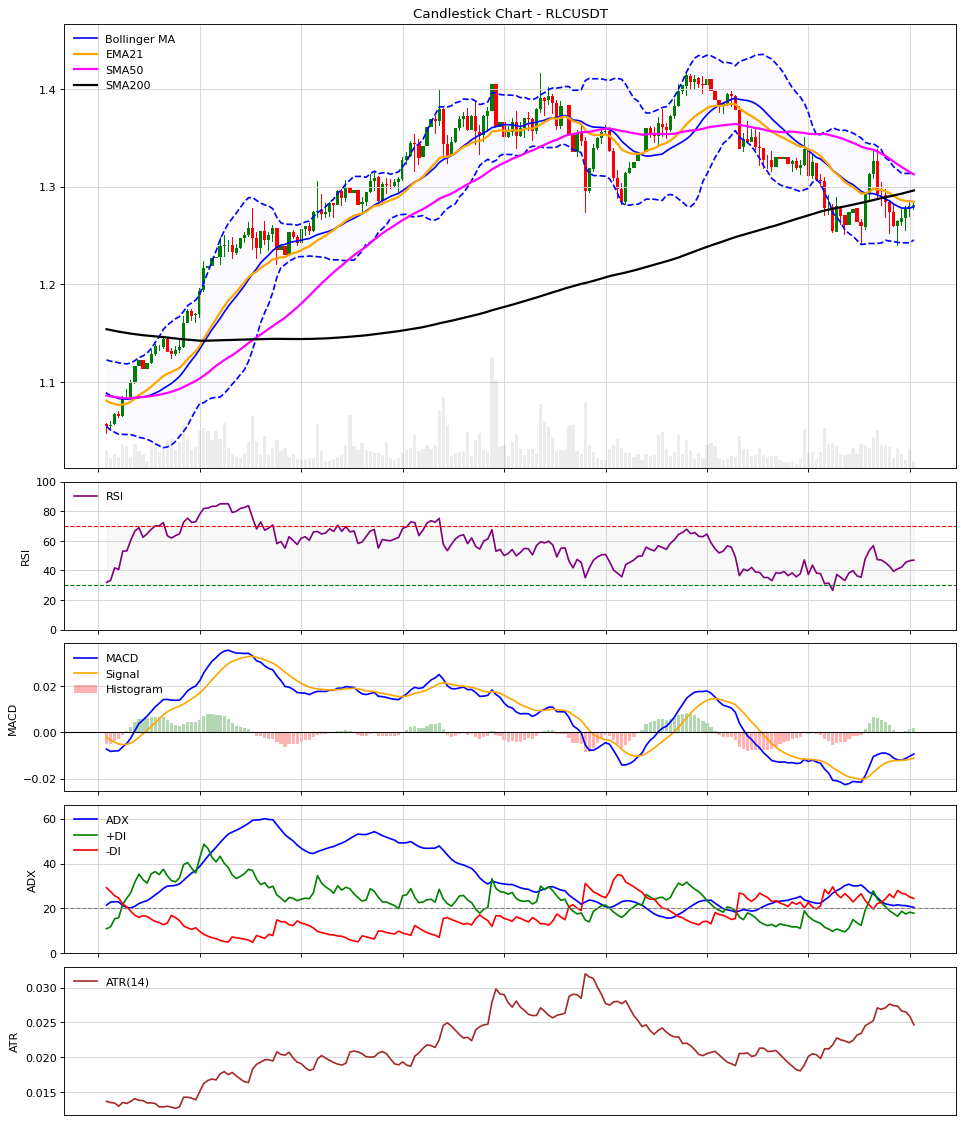 Candlestick Chart - RLCUSDT
Bollinger MA
EMA21
SMA50
SMA200
1.4
1.3
1.2
1.1
RSI
100
80
60
40
20
0
RSI
MACD
Signal
Histogram
0.02
0.00
−0.02
MACD
ADX
+DI
-DI
60
40
20
0
ADX
ATR(14)
0.030
0.025
0.020
0.015
ATR